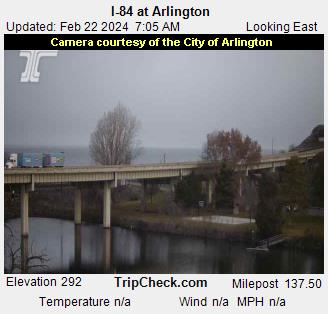 I-84 at Arlington
Updated: Feb 22 2024 7:05 AM Looking East
Camera courtesy of the City of Arlington
Elevation 292 TripCheck.com Milepost 137.50
Temperature n/a Wind n/a MPH n/a